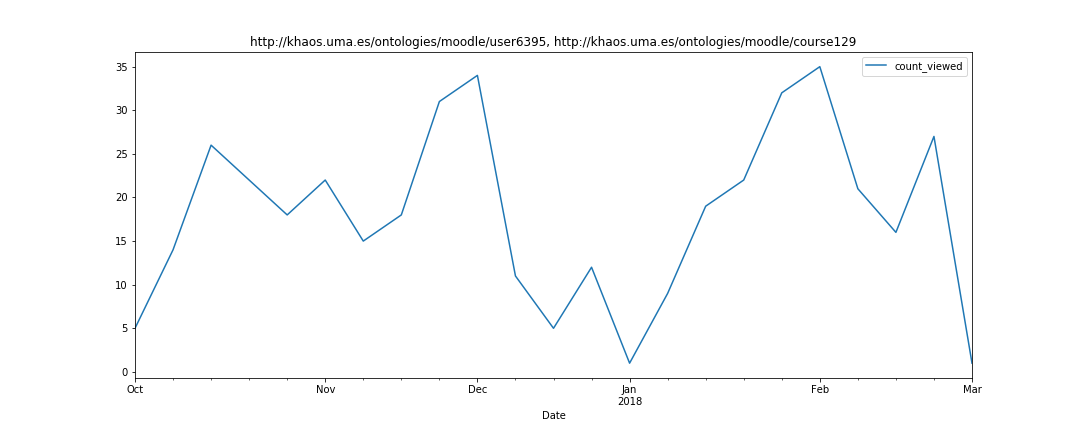 http://khaos.uma.es/ontologies/moodle/user6395, http://khaos.uma.es/ontologies/moodle/course129
count_viewed
35
30
25
20
15
10
5
0
Oct
Nov
Dec
Jan
2018
Feb
Mar
Date